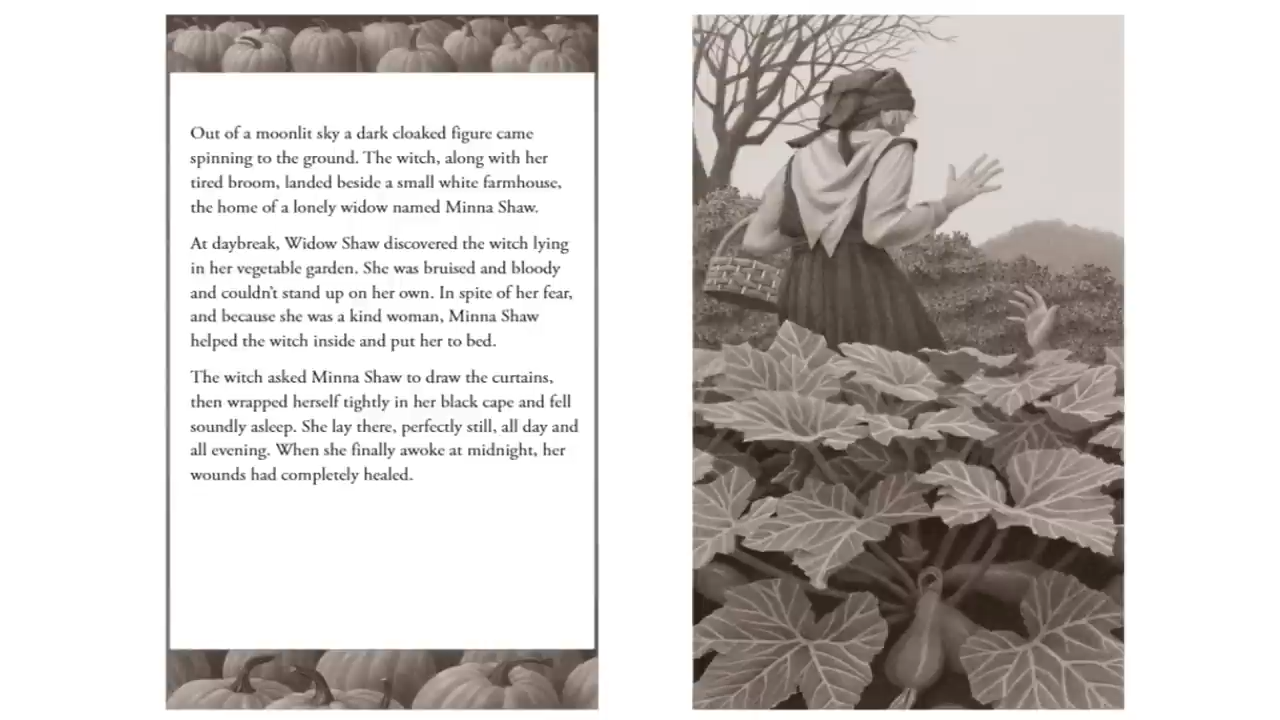 Out of a moonlit sky a dark cloaked figure came
spinning to the ground. The witch, along with her
tired broom, landed beside a small white farmhouse,
the home of a lonely widow named Minna Shaw.
At daybreak, Widow Shaw discovered the witch lying
in her vegetable garden. She was bruised and bloody
and couldn't stand up on her own. In spite of her fear,
and because she was a kind woman, Minna Shaw
helped the witch inside and put her to bed.
The witch asked Minna Shaw to draw the curtains,
then wrapped herself tightly in her black cape and fell
soundly asleep. She lay there, perfectly still, all day and
all evening. When she finally awoke at midnight, her
wounds had completely healed.